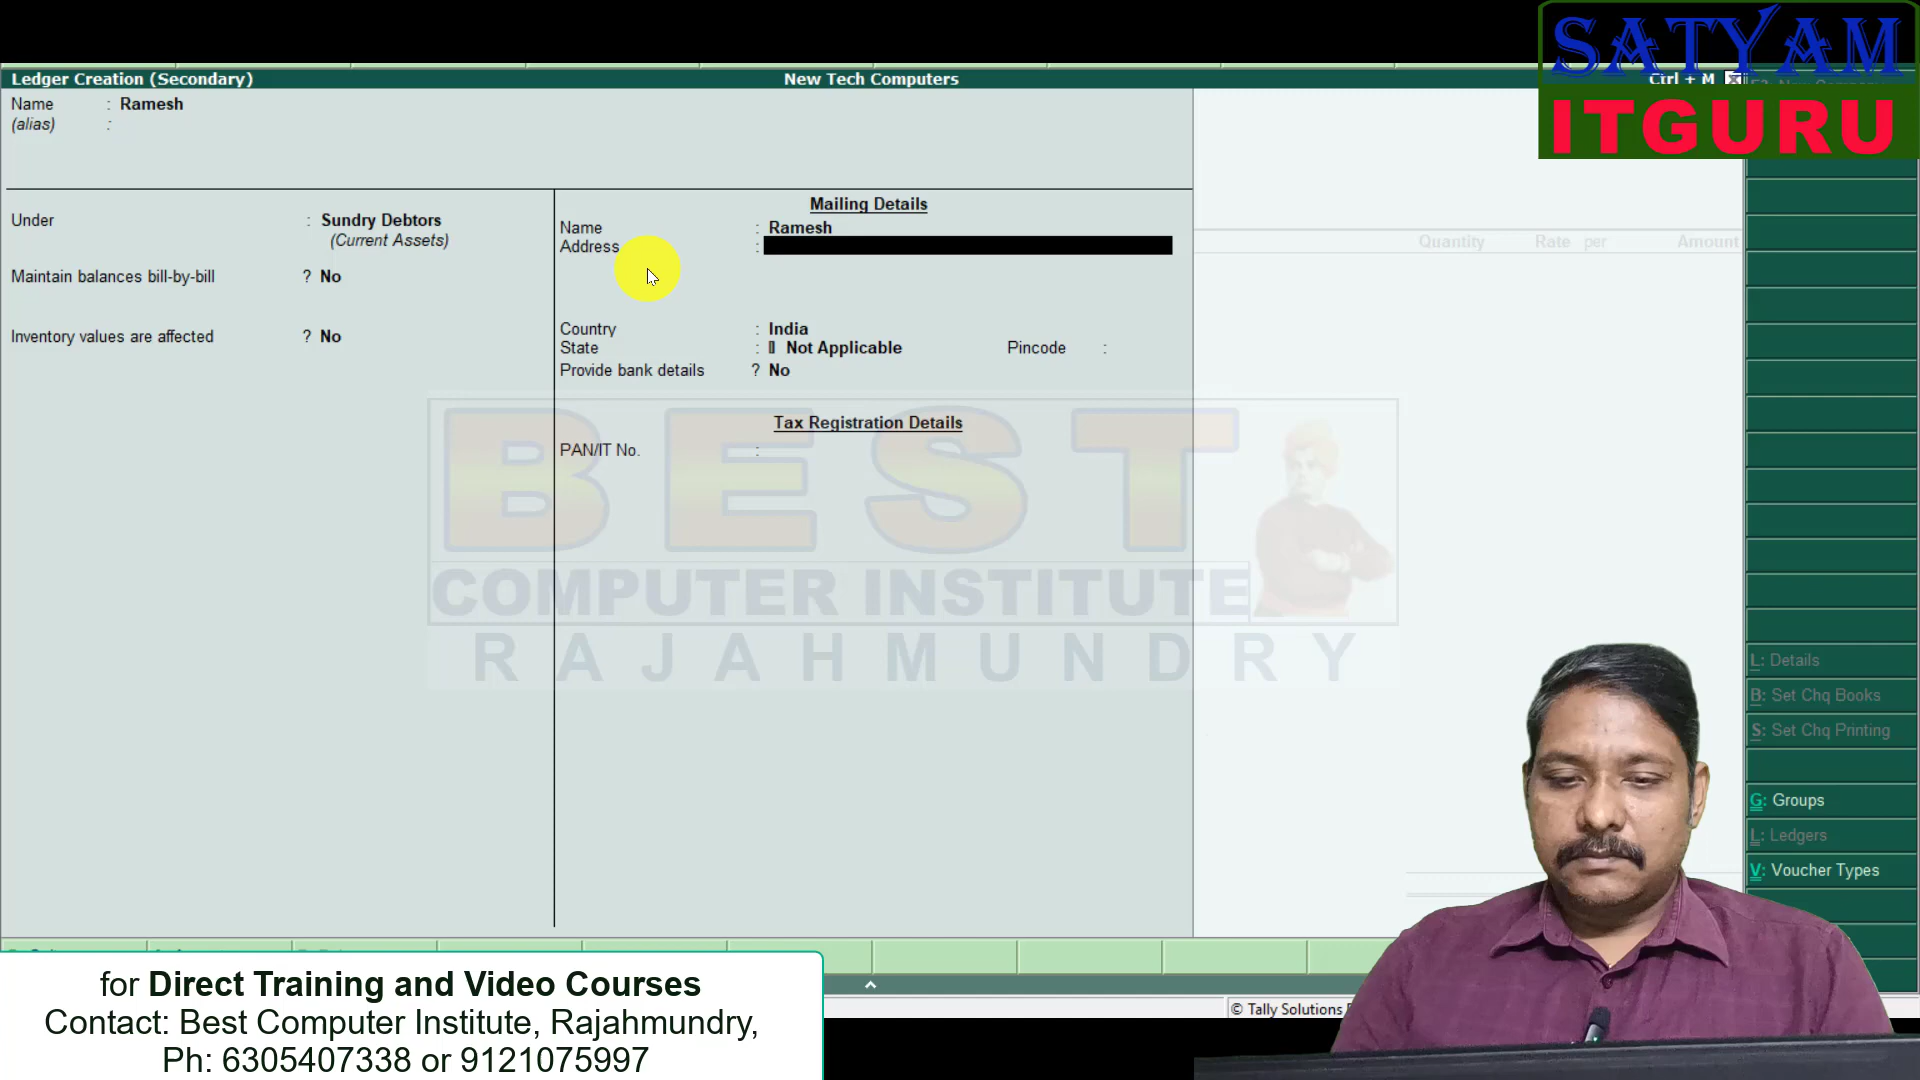 SATYAM
ITGURU
Ledger Creation (Secondary)
New Tech Computers
Ctrl + M
Name : Ramesh
(alias) :
Under : Sundry Debtors
(Current Assets)
Maintain balances bill-by-bill ? No
Inventory values are affected ? No
Mailing Details
Name : Ramesh
Address :
Country : India
State : Not Applicable
Pincode :
Provide bank details ? No
Tax Registration Details
PAN/IT No. :
Quantity Rate per Amount
BEST
COMPUTER INSTITUTE
RAJAHMUNDRY
L: Details
B: Set Chq Books
S: Set Chq Printing
G: Groups
L: Ledgers
V: Voucher Types
© Tally Solutions
for Direct Training and Video Courses
Contact: Best Computer Institute, Rajahmundry,
Ph: 6305407338 or 9121075997